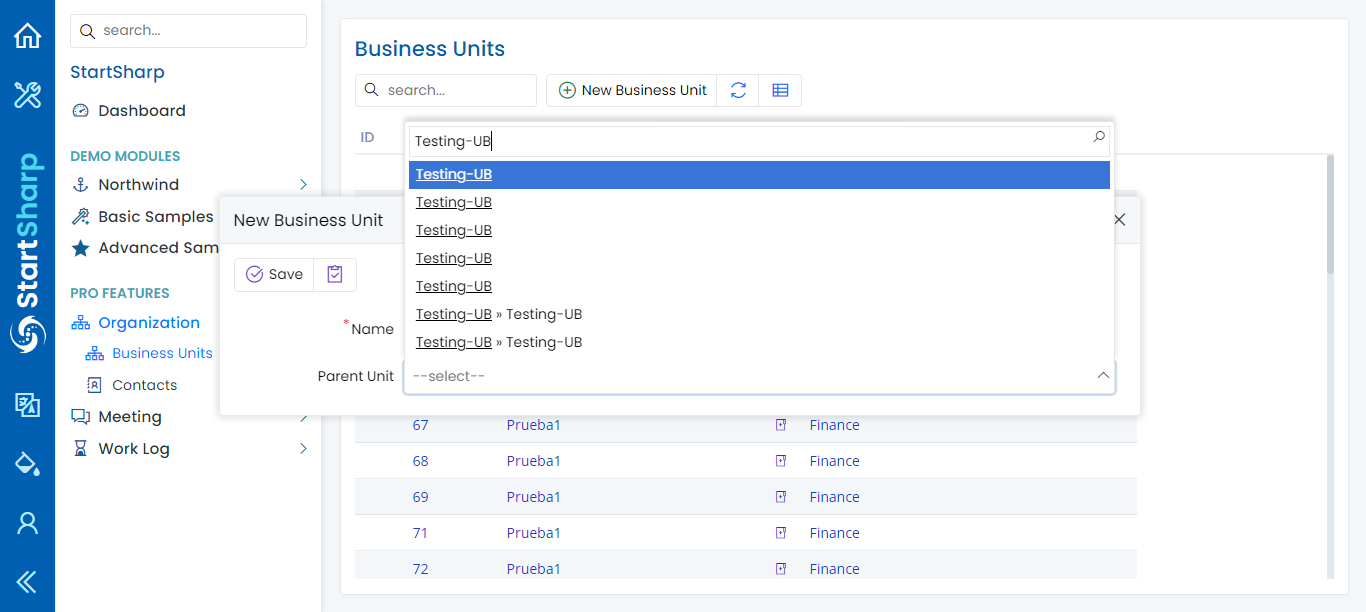 StartSharp
search...
StartSharp
Dashboard
DEMO MODULES
Northwind
Basic Samples
Advanced Sam
PRO FEATURES
Organization
Business Units
Contacts
Meeting
Work Log
Business Units
search...
New Business Unit
ID
Testing-UB
Testing-UB
Testing-UB
Testing-UB
Testing-UB
Testing-UB
Testing-UB » Testing-UB
Testing-UB » Testing-UB
New Business Unit
Save
*Name
Parent Unit --select--
67 Prueba1 Finance
68 Prueba1 Finance
69 Prueba1 Finance
71 Prueba1 Finance
72 Prueba1 Finance